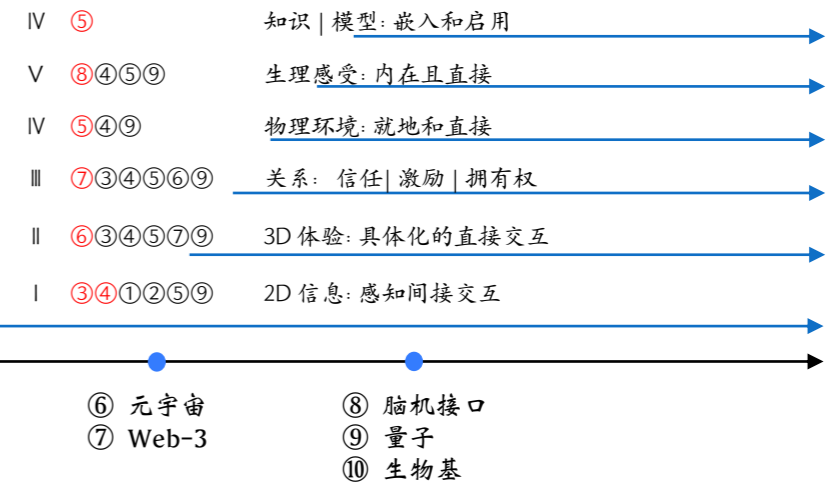 Ⅳ ⑤ 知识 | 模型: 嵌入和启用
Ⅴ ⑧④⑤⑨ 生理感受: 内在且直接
Ⅳ ⑤④⑨ 物理环境: 就地和直接
Ⅲ ⑦③④⑤⑥⑨ 关系: 信任| 激励 | 拥有权
Ⅱ ⑥③④⑤⑦⑨ 3D 体验: 具体化的直接交互
Ⅰ ③④①②⑤⑨ 2D 信息: 感知间接交互
⑥ 元宇宙 ⑧ 脑机接口
⑦ Web-3 ⑨ 量子
⑩ 生物基